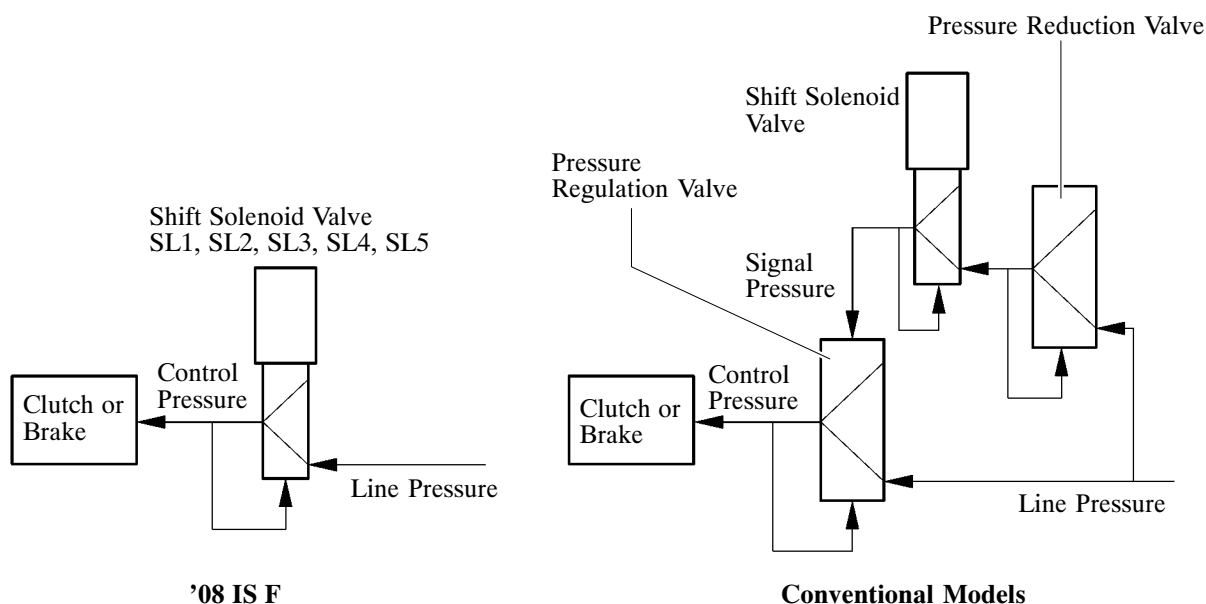 Pressure Reduction Valve
Shift Solenoid
Valve
Pressure
Regulation Valve
Shift Solenoid Valve
SL1, SL2, SL3, SL4, SL5
Signal
Pressure
Control
Pressure
Clutch or
Brake
Line Pressure
Control
Pressure
Clutch or
Brake
Line Pressure
’08 IS F
Conventional Models